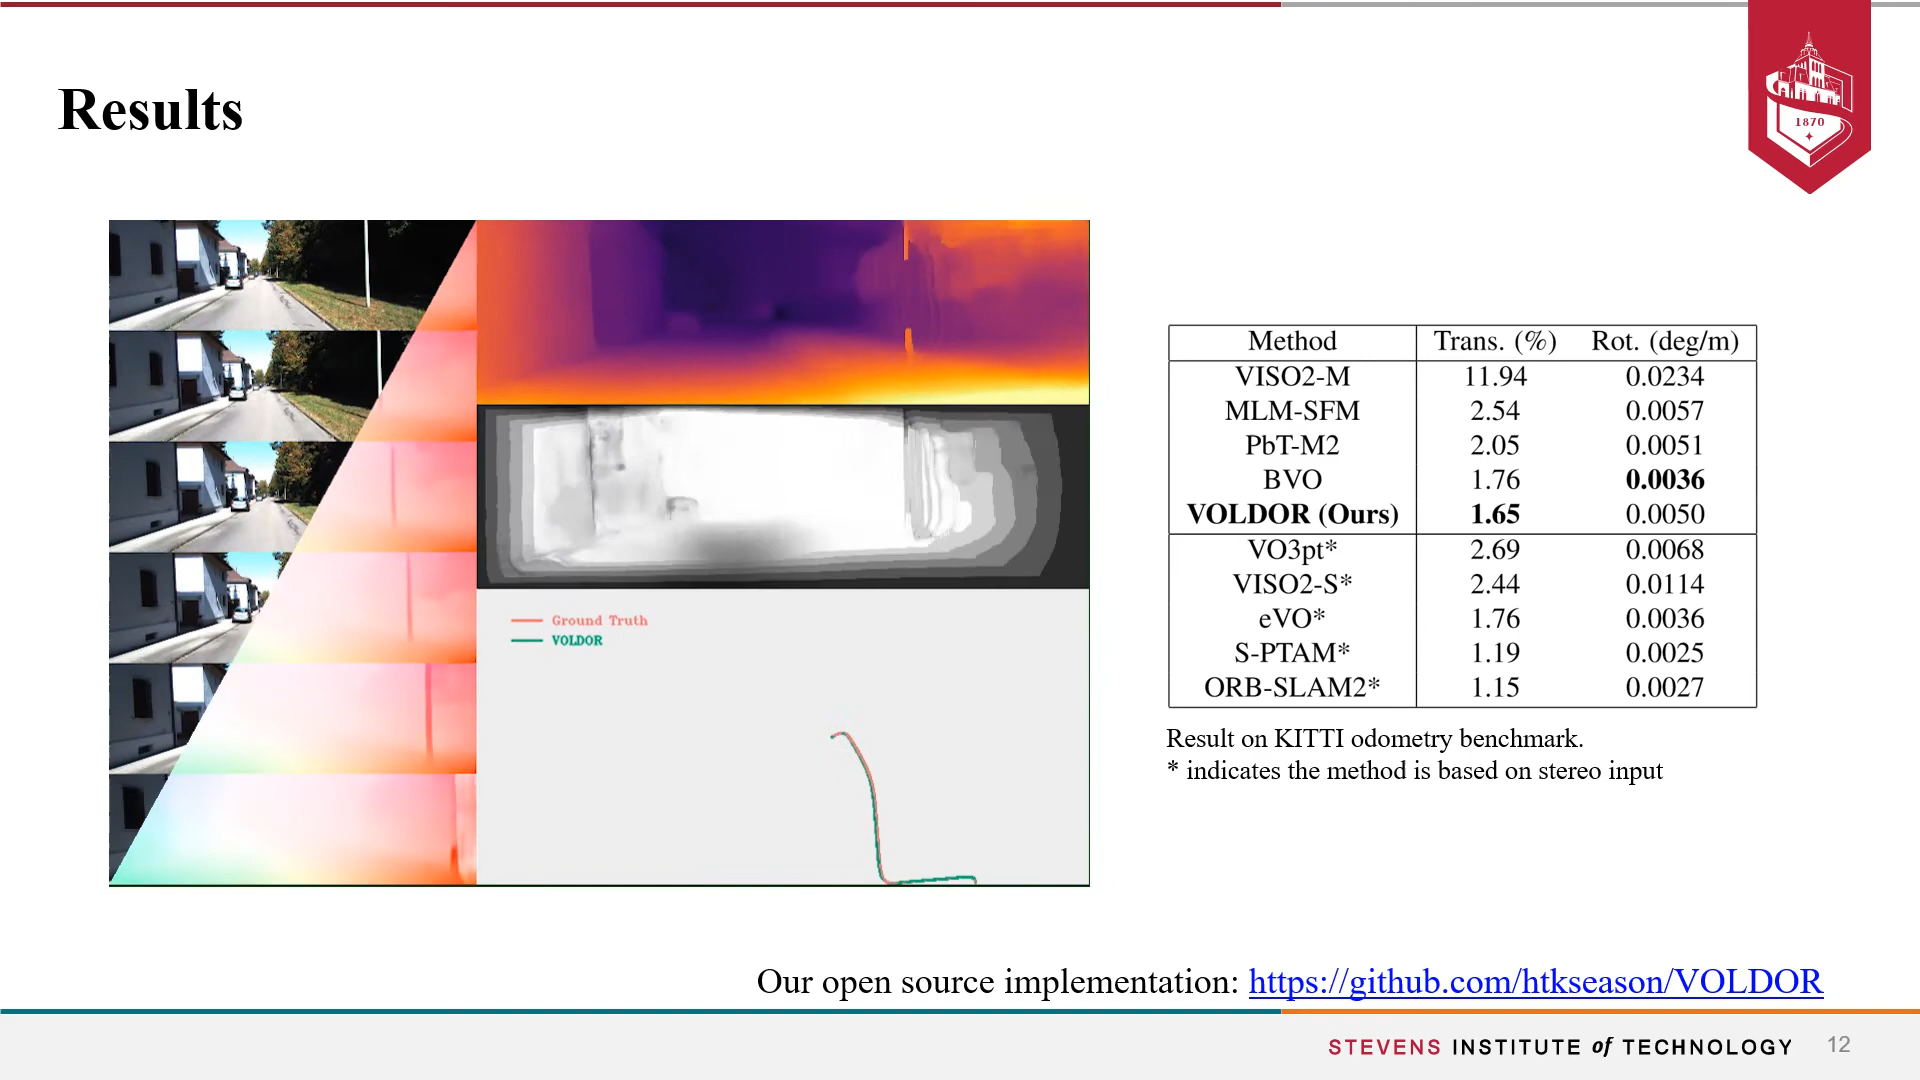 Results
1870
Ground Truth
VOLDOR
Method Trans. (%) Rot. (deg/m)
VISO2-M 11.94 0.0234
MLM-SFM 2.54 0.0057
PbT-M2 2.05 0.0051
BVO 1.76 0.0036
VOLDOR (Ours) 1.65 0.0050
VO3pt* 2.69 0.0068
VISO2-S* 2.44 0.0114
eVO* 1.76 0.0036
S-PTAM* 1.19 0.0025
ORB-SLAM2* 1.15 0.0027
Result on KITTI odometry benchmark.
* indicates the method is based on stereo input
Our open source implementation: https://github.com/htkseason/VOLDOR
STEVENS INSTITUTE of TECHNOLOGY 12